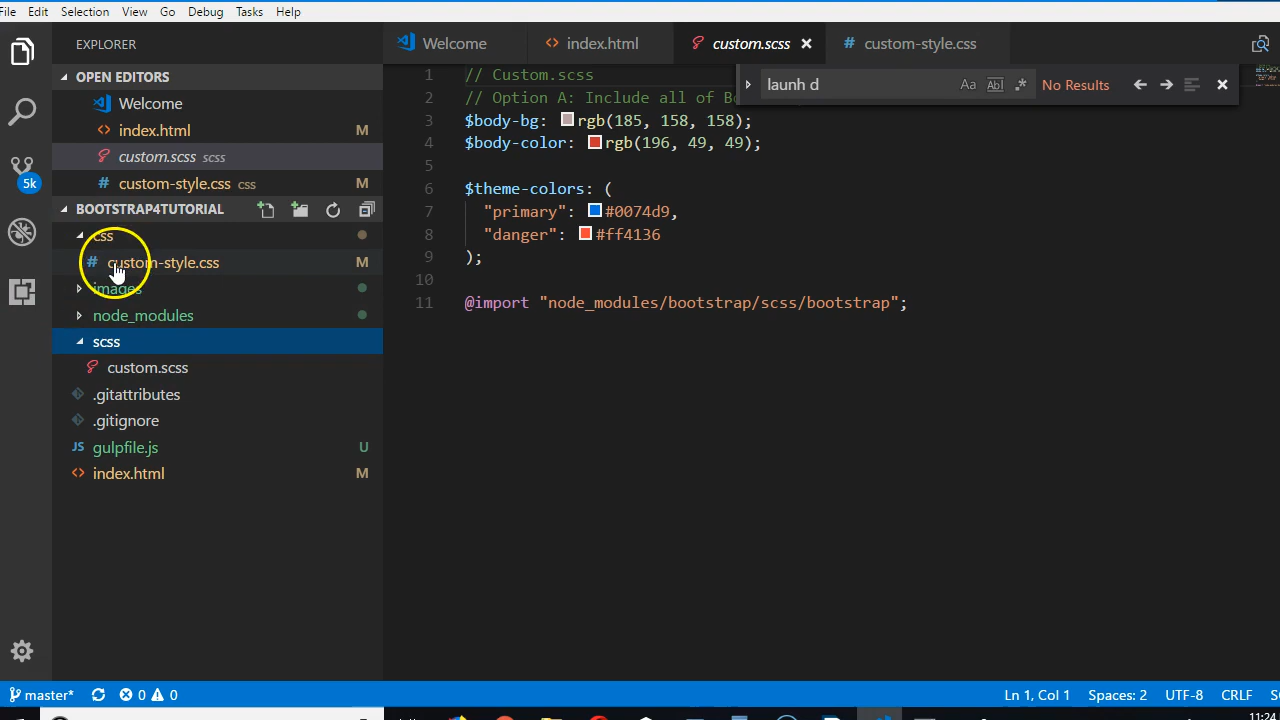 File Edit Selection View Go Debug Tasks Help
EXPLORER
Welcome
index.html
custom.scss
# custom-style.css
OPEN EDITORS
Welcome
<> index.html M
custom.scss scss
# custom-style.css css M
BOOTSTRAP4TUTORIAL
css
# custom-style.css M
images
node_modules
scss
custom.scss
.gitattributes
.gitignore
JS gulpfile.js U
<> index.html M
5k
launh d
Aa Abl .* No Results
1 // Custom.scss
2 // Option A: Include all of Bo
3 $body-bg: rgb(185, 158, 158);
4 $body-color: rgb(196, 49, 49);
5
6 $theme-colors: (
7 "primary": #0074d9,
8 "danger": #ff4136
9 );
10
11 @import "node_modules/bootstrap/scss/bootstrap";
master* 0 0
Ln 1, Col 1 Spaces: 2 UTF-8 CRLF
11:24